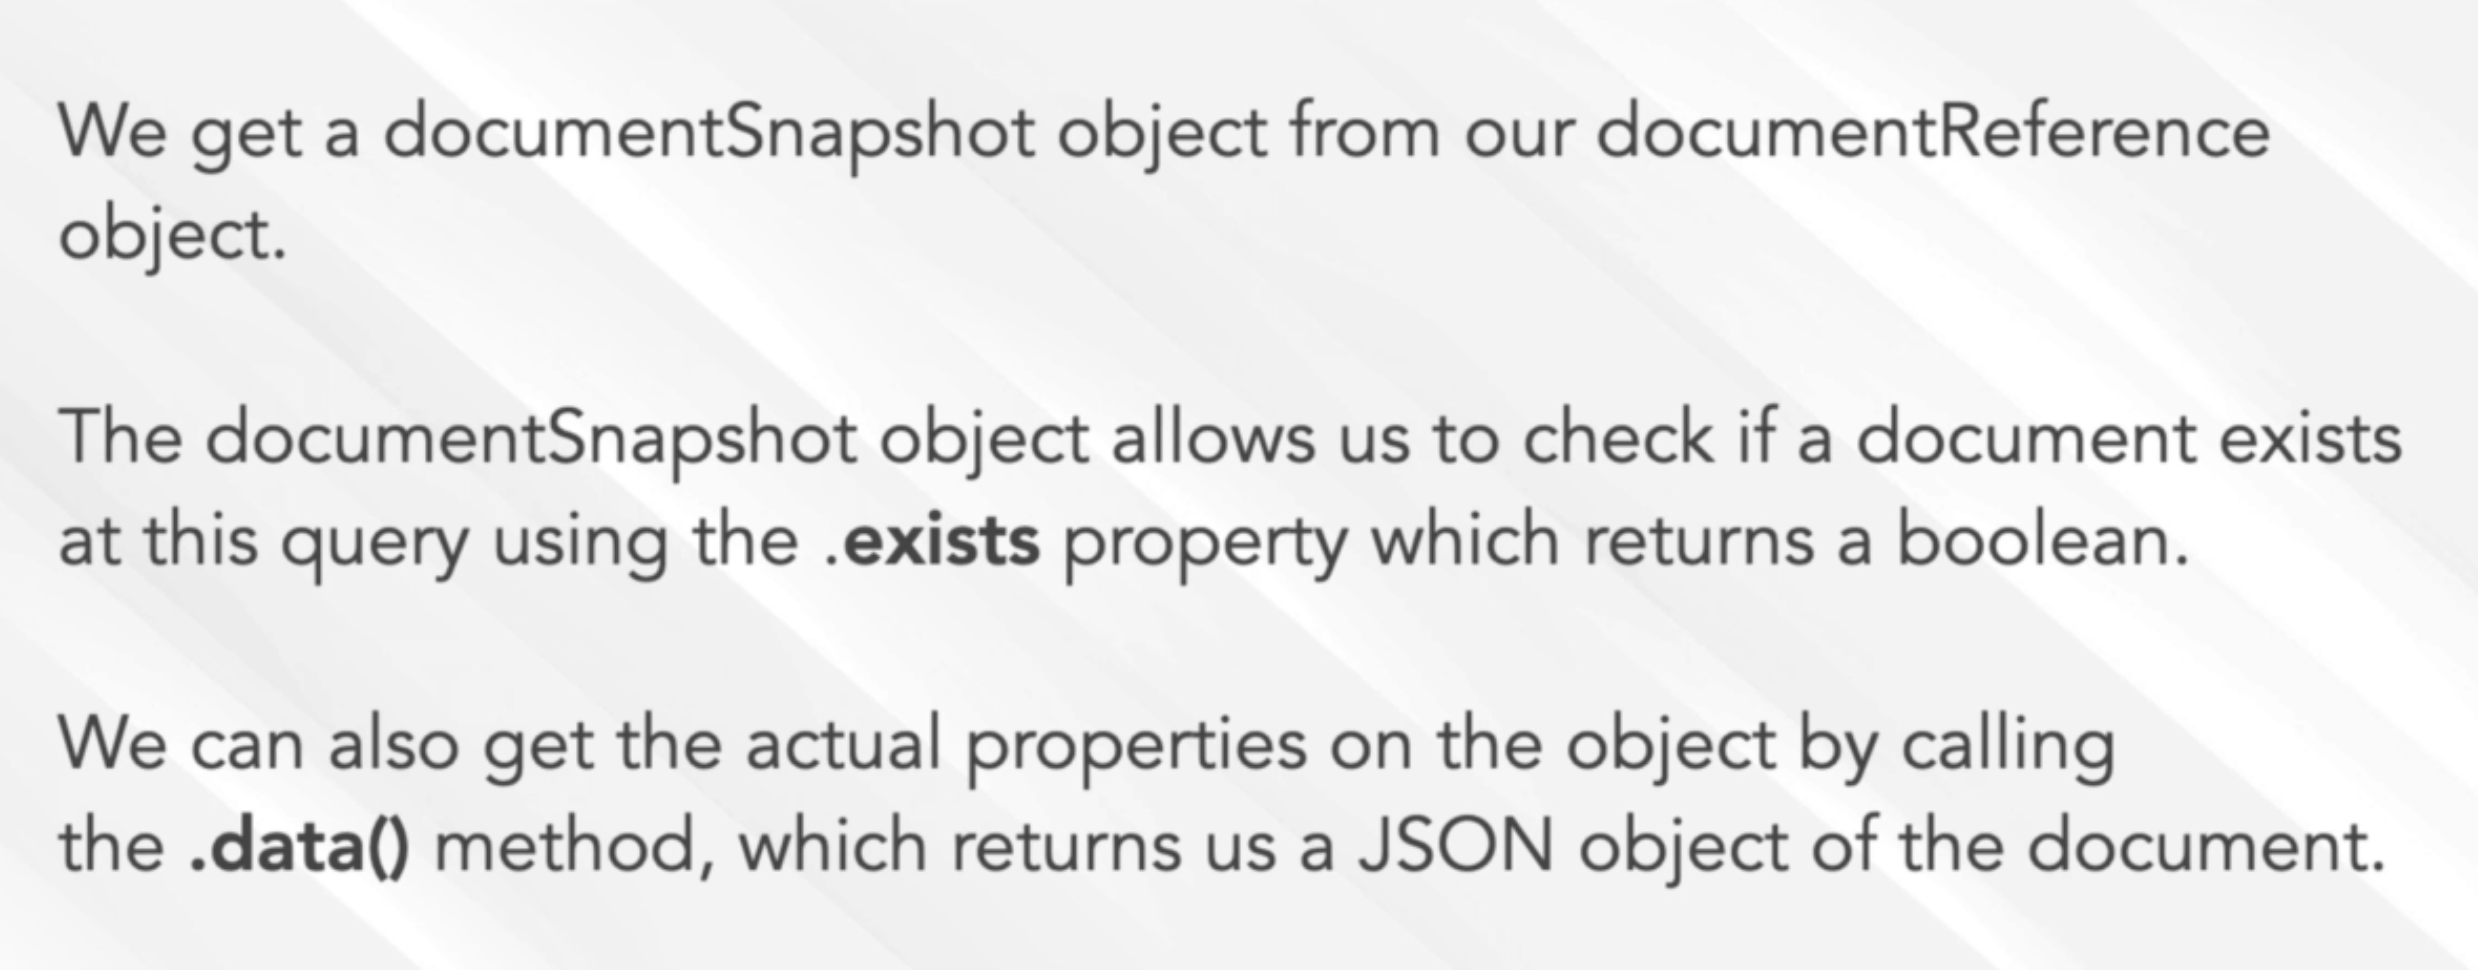 We get a documentSnapshot object from our documentReference
object.
The documentSnapshot object allows us to check if a document exists
at this query using the .exists property which returns a boolean.
We can also get the actual properties on the object by calling
the .data() method, which returns us a JSON object of the document.